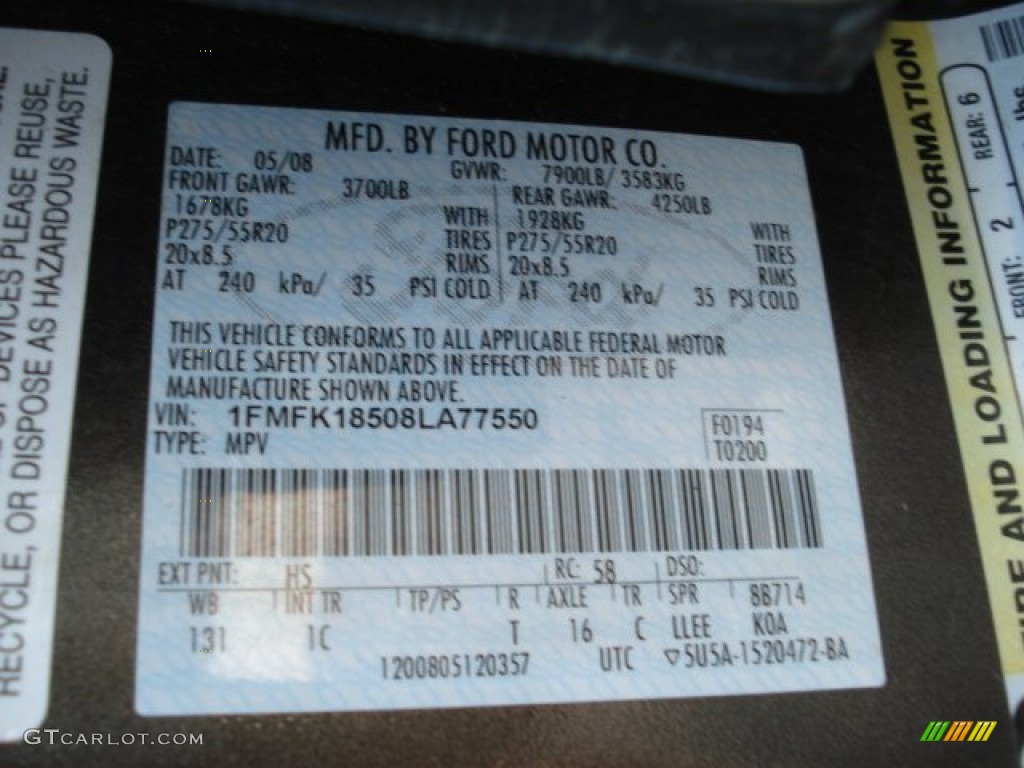 RECYCLE, OR DISPOSE AS HAZARDOUS WASTE.
DEVICES PLEASE REUSE,
MFD. BY FORD MOTOR CO.
DATE: 05/08 GVWR: 7900LB/ 3583KG
FRONT GAWR: 3700LB REAR GAWR: 4250LB
1678KG WITH 1928KG WITH
P275/55R20 TIRES P275/55R20 TIRES
20x8.5 RIMS 20x8.5 RIMS
AT 240 kPa/ 35 PSI COLD AT 240 kPa/ 35 PSI COLD
THIS VEHICLE CONFORMS TO ALL APPLICABLE FEDERAL MOTOR
VEHICLE SAFETY STANDARDS IN EFFECT ON THE DATE OF
MANUFACTURE SHOWN ABOVE.
VIN: 1FMFK18508LA77550 F0194
TYPE: MPV T0200
EXT PNT: HS RC: 58 DSO:
WB INT TR TP/PS R AXLE TR SPR 8B714
131 1C T 16 C LLEE KOA
1200805120357 UTC ▽5U5A-1520472-BA
AND LOADING INFORMATION
FRONT: 2 REAR: 6
lbs
GTCARLOT.COM